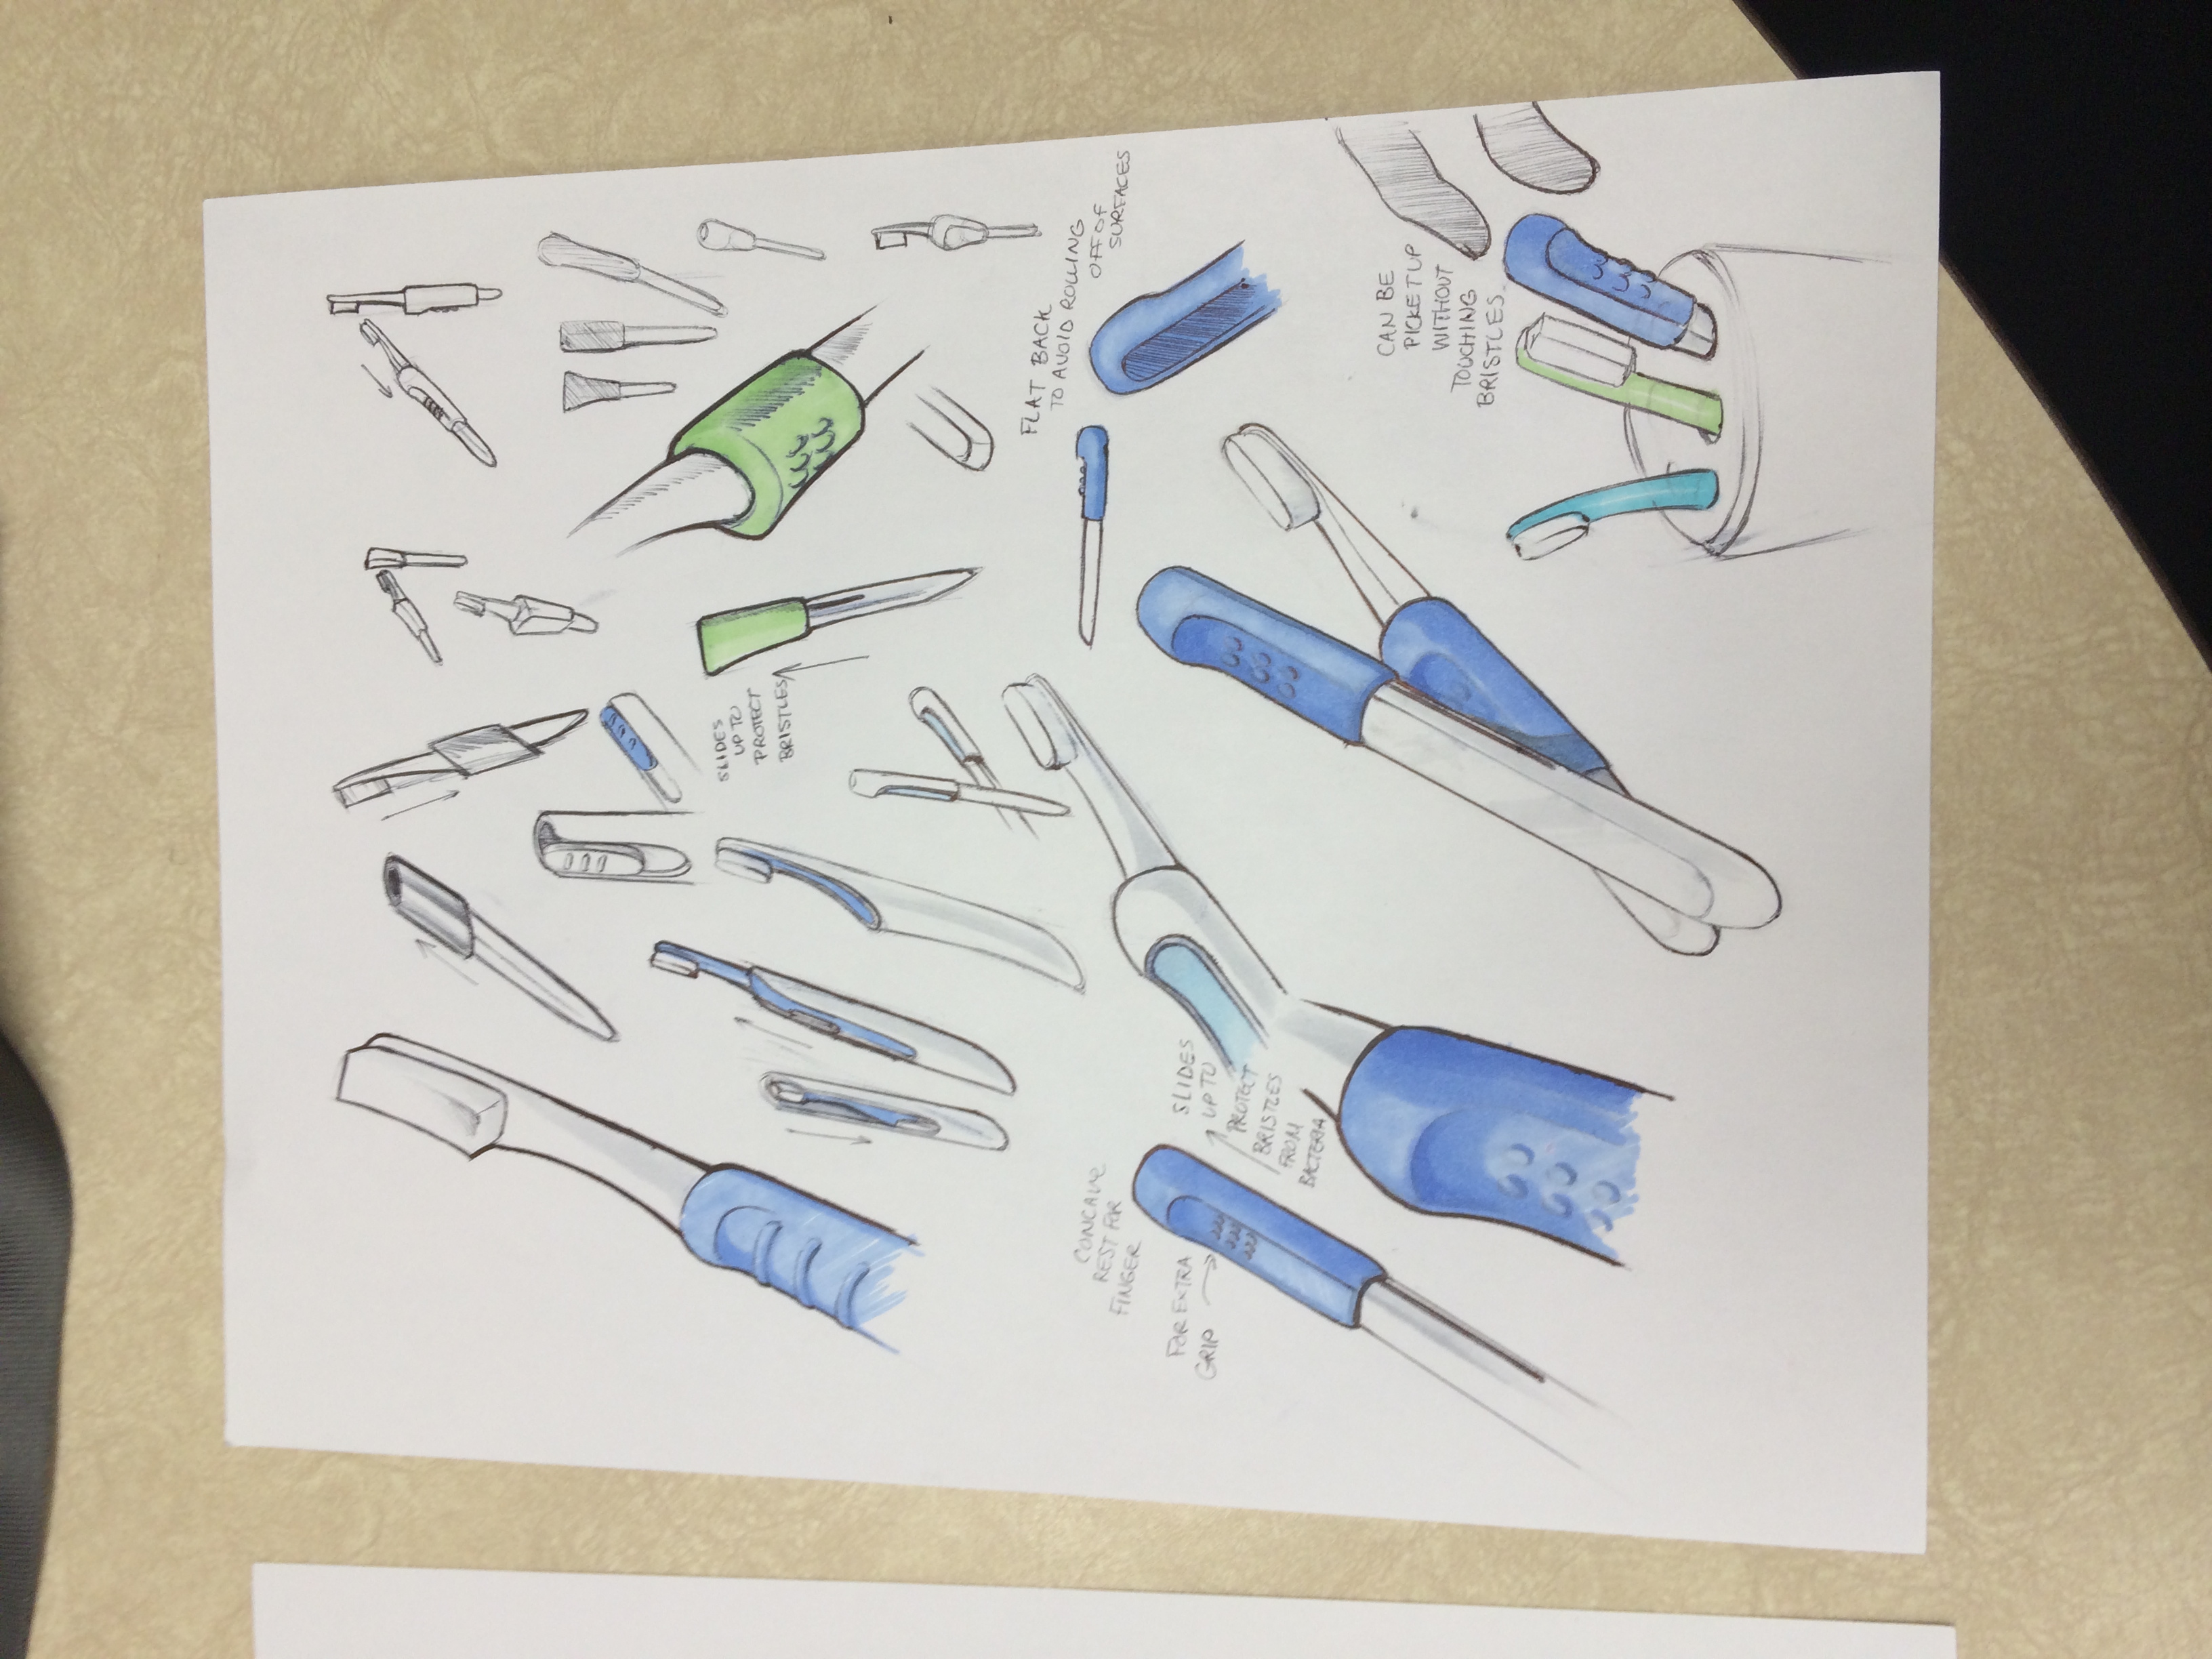 SLIDES
UP TO
PROTECT
BRISTLES
FLAT BACK
TO AVOID ROLLING
OFF OF
SURFACES
CAN BE
PICKET UP
WITHOUT
TOUCHING
BRISTLES.
SLIDES
UP TO
PROTECT
BRISTLES
FROM
BACTERIA
CONCAVE
REST FOR
FINGER
FOR EXTRA
GRIP